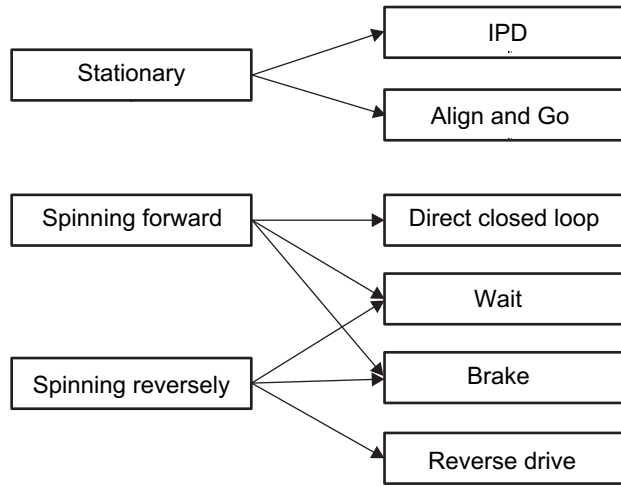 Stationary
IPD
Align and Go
Spinning forward
Direct closed loop
Wait
Spinning reversely
Brake
Reverse drive